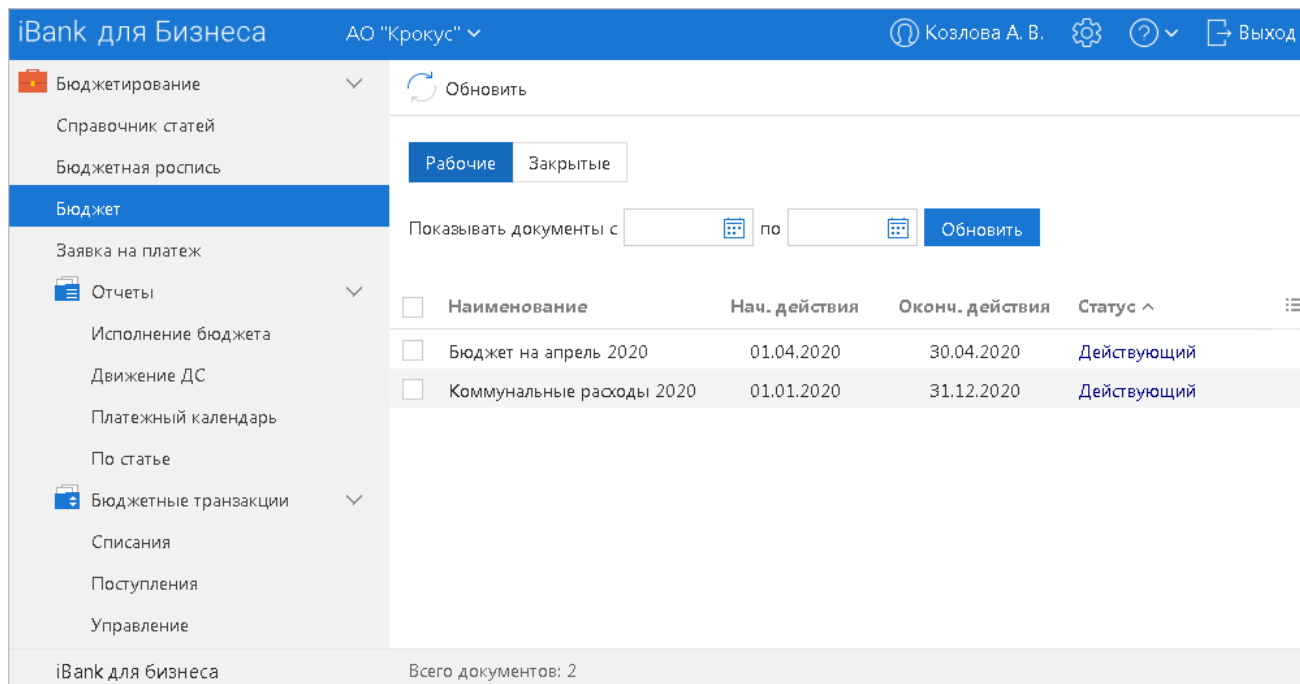 iBank для Бизнеса АО "Крокус" Козлова А. В. Выход
Бюджетирование
Справочник статей
Бюджетная роспись
Бюджет
Заявка на платеж
Отчеты
Исполнение бюджета
Движение ДС
Платежный календарь
По статье
Бюджетные транзакции
Списания
Поступления
Управление
iBank для бизнеса
Обновить
Рабочие Закрытые
Показывать документы с по Обновить
Наименование Нач. действия Оконч. действия Статус
Бюджет на апрель 2020 01.04.2020 30.04.2020 Действующий
Коммунальные расходы 2020 01.01.2020 31.12.2020 Действующий
Всего документов: 2